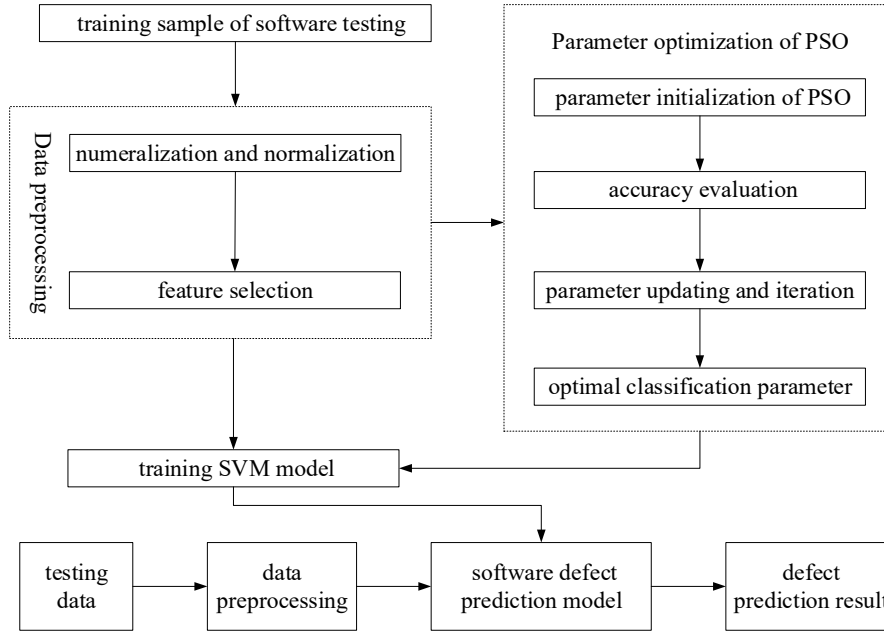 training sample of software testing
Data preprocessing
numeralization and normalization
feature selection
Parameter optimization of PSO
parameter initialization of PSO
accuracy evaluation
parameter updating and iteration
optimal classification parameter
training SVM model
testing
data
data
preprocessing
software defect
prediction model
defect
prediction result